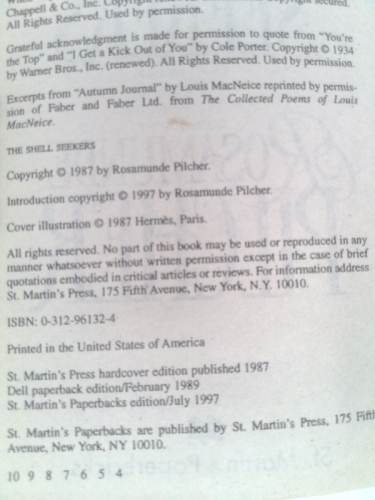 Chappell & Co., Inc. Copyright
All Rights Reserved. Used by permission.
Grateful acknowledgment is made for permission to quote from "You're
the Top" and "I Get a Kick Out of You" by Cole Porter. Copyright © 1934
by Warner Bros., Inc. (renewed). All Rights Reserved. Used by permission.
Excerpts from "Autumn Journal" by Louis MacNeice reprinted by permis-
sion of Faber and Faber Ltd. from The Collected Poems of Louis
MacNeice.
THE SHELL SEEKERS
Copyright © 1987 by Rosamunde Pilcher.
Introduction copyright © 1997 by Rosamunde Pilcher.
Cover illustration © 1987 Hermès, Paris.
All rights reserved. No part of this book may be used or reproduced in any
manner whatsoever without written permission except in the case of brief
quotations embodied in critical articles or reviews. For information address
St. Martin's Press, 175 Fifth Avenue, New York, N.Y. 10010.
ISBN: 0-312-96132-4
Printed in the United States of America
St. Martin's Press hardcover edition published 1987
Dell paperback edition/February 1989
St. Martin's Paperbacks edition/July 1997
St. Martin's Paperbacks are published by St. Martin's Press, 175 Fifth
Avenue, New York, NY 10010.
10 9 8 7 6 5 4